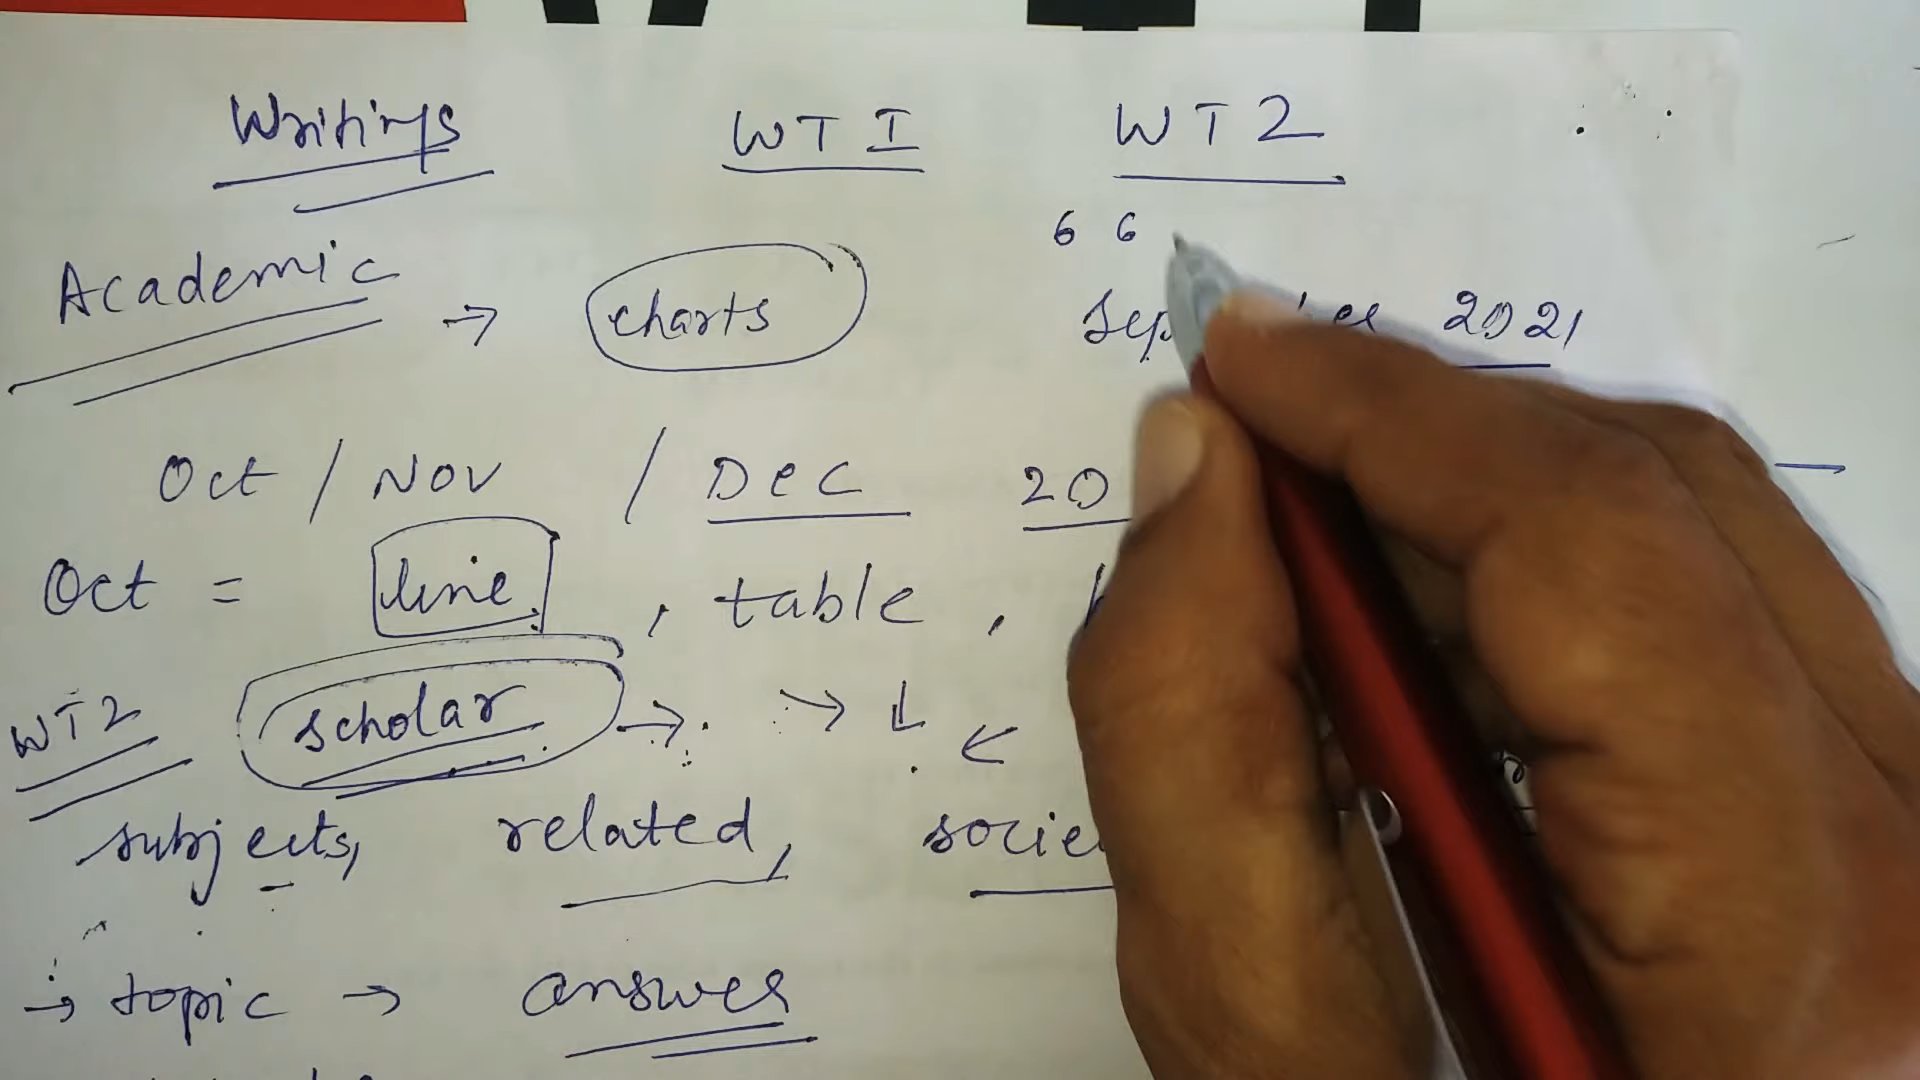 Writings WT I WT 2
6 6
Academic → charts 2021
Oct / Nov / Dec 20
Oct = line, table,
WT2 scholar → → ↓ ←
subjects, related,
→ topic → answer